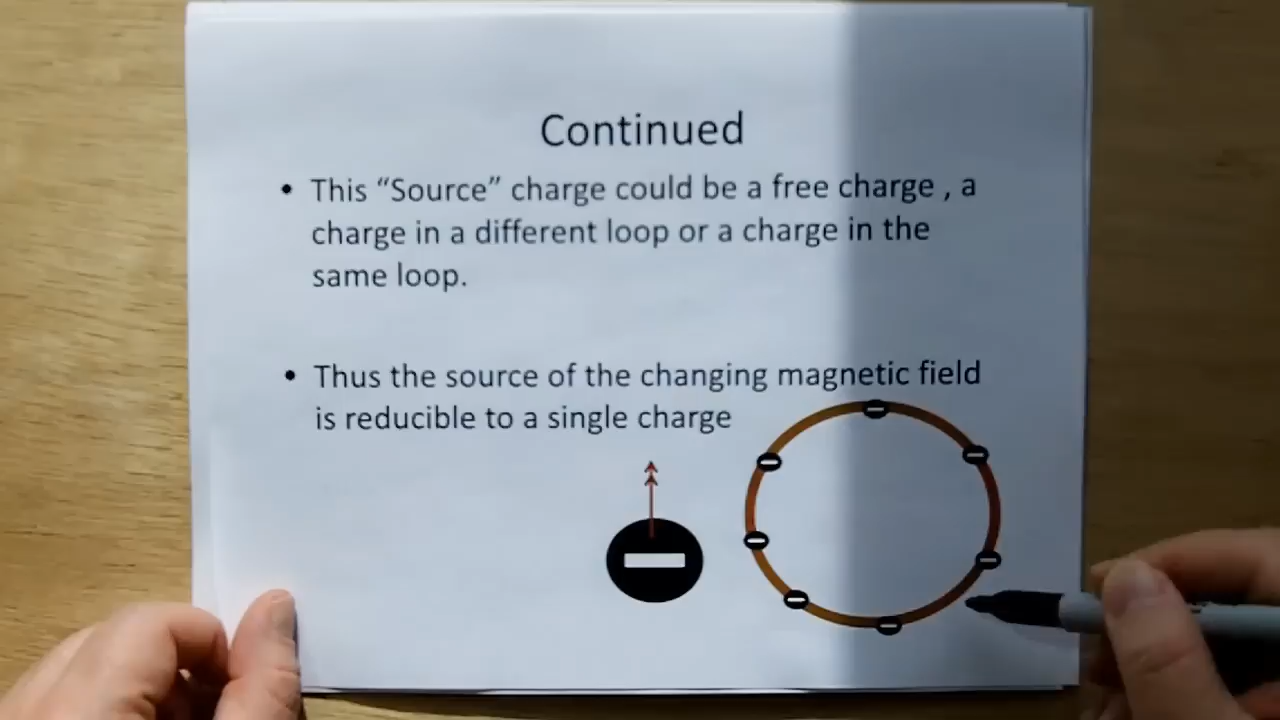 Continued
• This “Source” charge could be a free charge , a
charge in a different loop or a charge in the
same loop.
• Thus the source of the changing magnetic field
is reducible to a single charge